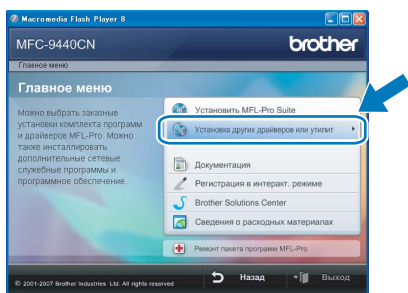 Macromedia Flash Player 8
MFC-9440CN
brother
Главное меню
Главное меню
Можно выбрать заказные
установки комплекта программ
и драйверов MFL-Pro. Можно
также инсталлировать
дополнительные сетевые
служебные программы и
программное обеспечение.
Установить MFL-Pro Suite
Установка других драйверов или утилит
Документация
Регистрация в интеракт. режиме
Brother Solutions Center
Сведения о расходных материалах
Ремонт пакета программ MFL-Pro
© 2001-2007 Brother Industries Ltd. All rights reserved
Назад
Выход